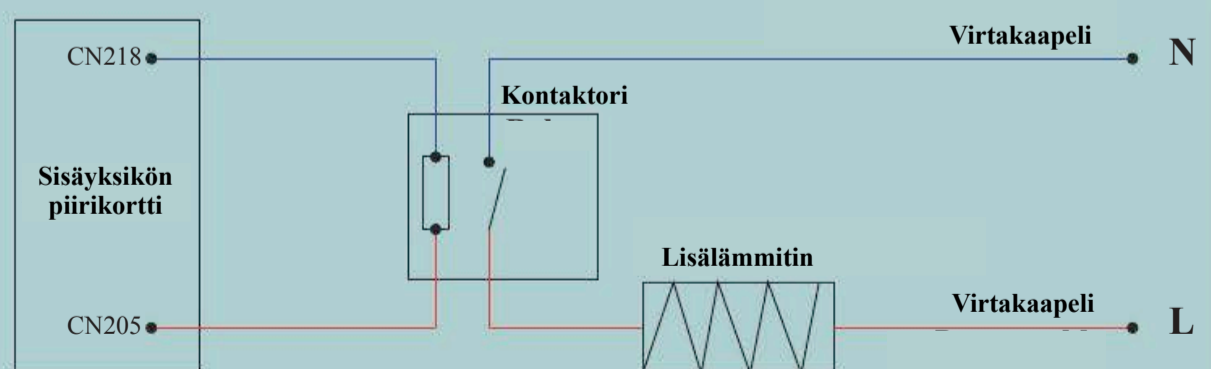 CN218
Virtakaapeli
N
Kontaktori
Sisäyksikön
piirikortti
Lisälämmitin
CN205
Virtakaapeli
L